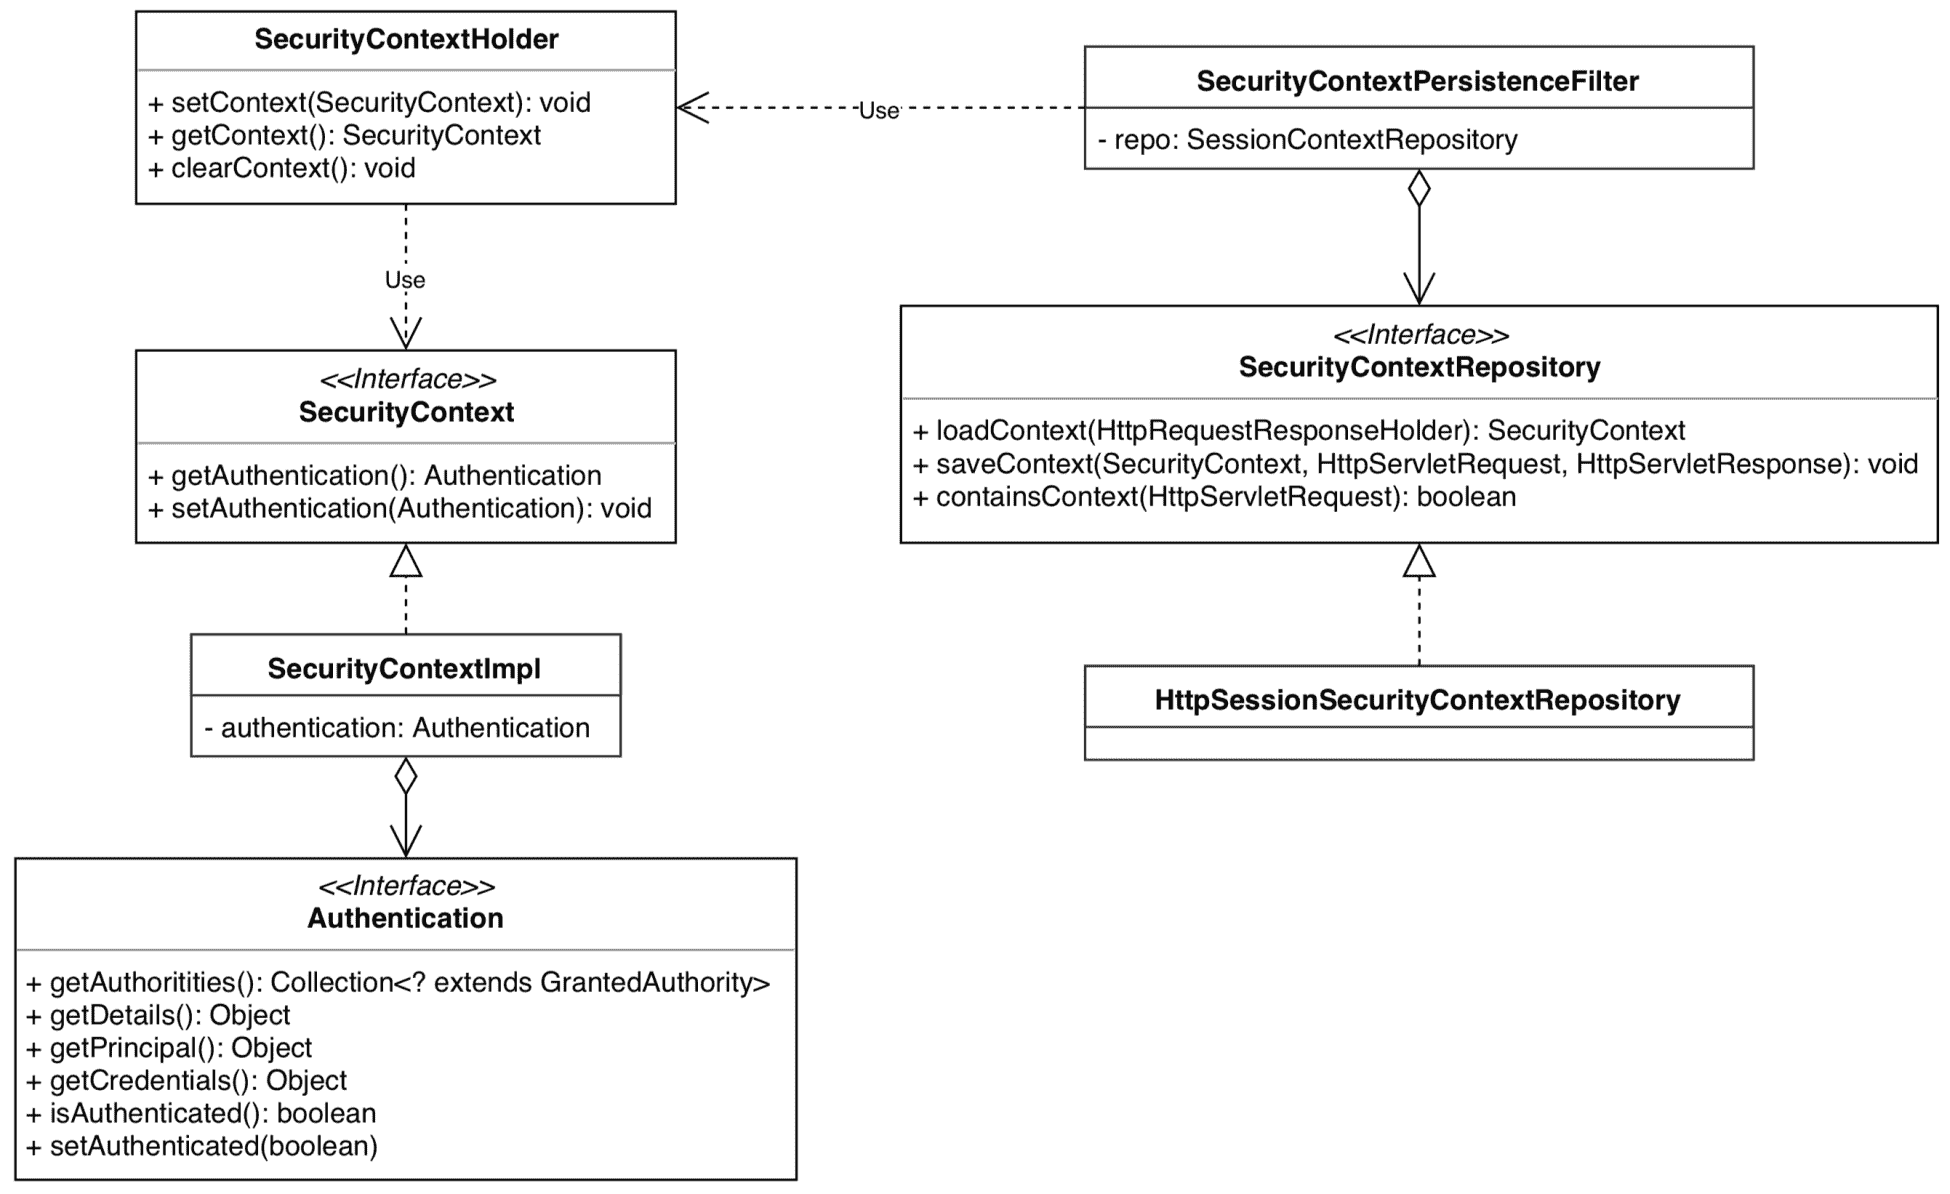 SecurityContextHolder
+ setContext(SecurityContext): void
+ getContext(): SecurityContext
+ clearContext(): void
Use
SecurityContextPersistenceFilter
- repo: SessionContextRepository
Use
<<Interface>>
SecurityContext
+ getAuthentication(): Authentication
+ setAuthentication(Authentication): void
<<Interface>>
SecurityContextRepository
+ loadContext(HttpRequestResponseHolder): SecurityContext
+ saveContext(SecurityContext, HttpServletRequest, HttpServletResponse): void
+ containsContext(HttpServletRequest): boolean
SecurityContextImpl
- authentication: Authentication
HttpSessionSecurityContextRepository
<<Interface>>
Authentication
+ getAuthoritities(): Collection<? extends GrantedAuthority>
+ getDetails(): Object
+ getPrincipal(): Object
+ getCredentials(): Object
+ isAuthenticated(): boolean
+ setAuthenticated(boolean)